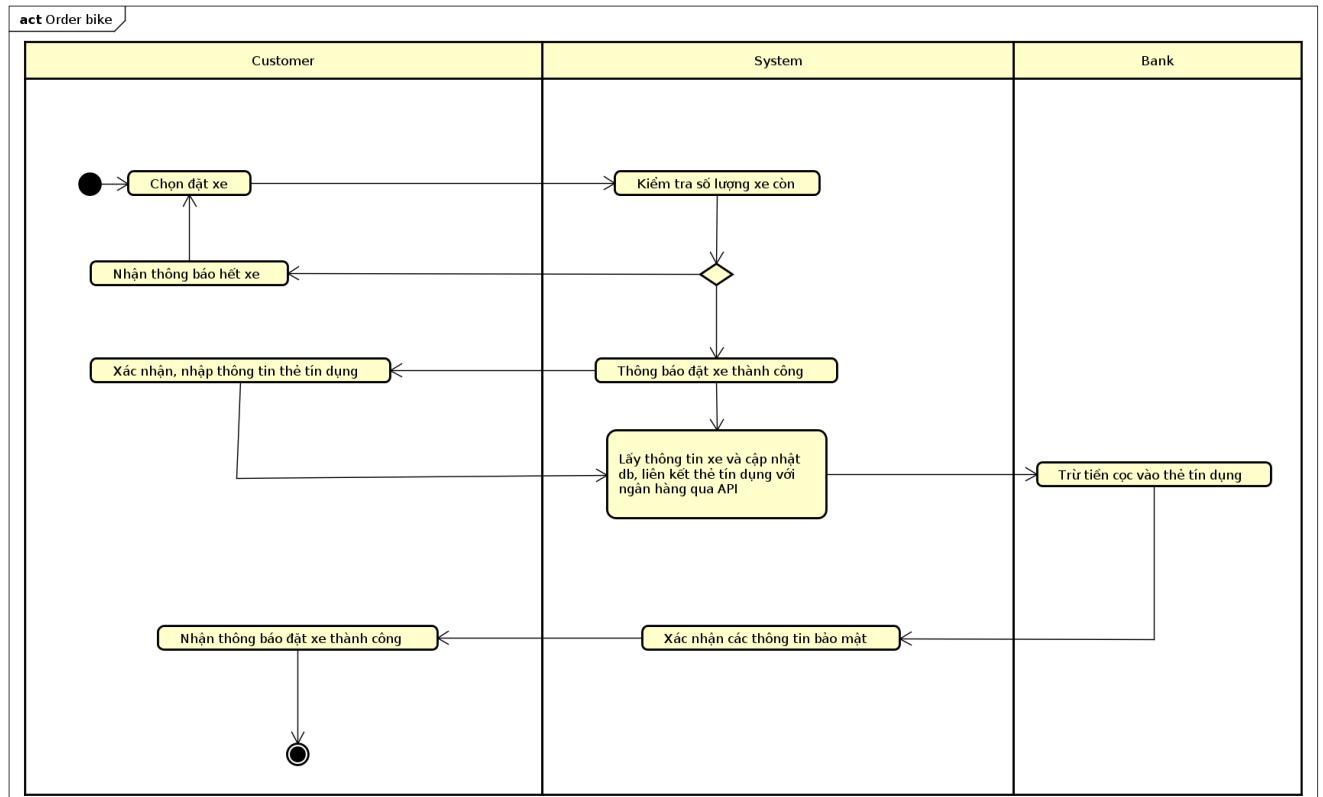 act Order bike
Customer
System
Bank
Chọn đặt xe
Kiểm tra số lượng xe còn
Nhận thông báo hết xe
Xác nhận, nhập thông tin thẻ tín dụng
Thông báo đặt xe thành công
Lấy thông tin xe và cập nhật
db, liên kết thẻ tín dụng với
ngân hàng qua API
Trừ tiền cọc vào thẻ tín dụng
Nhận thông báo đặt xe thành công
Xác nhận các thông tin bảo mật